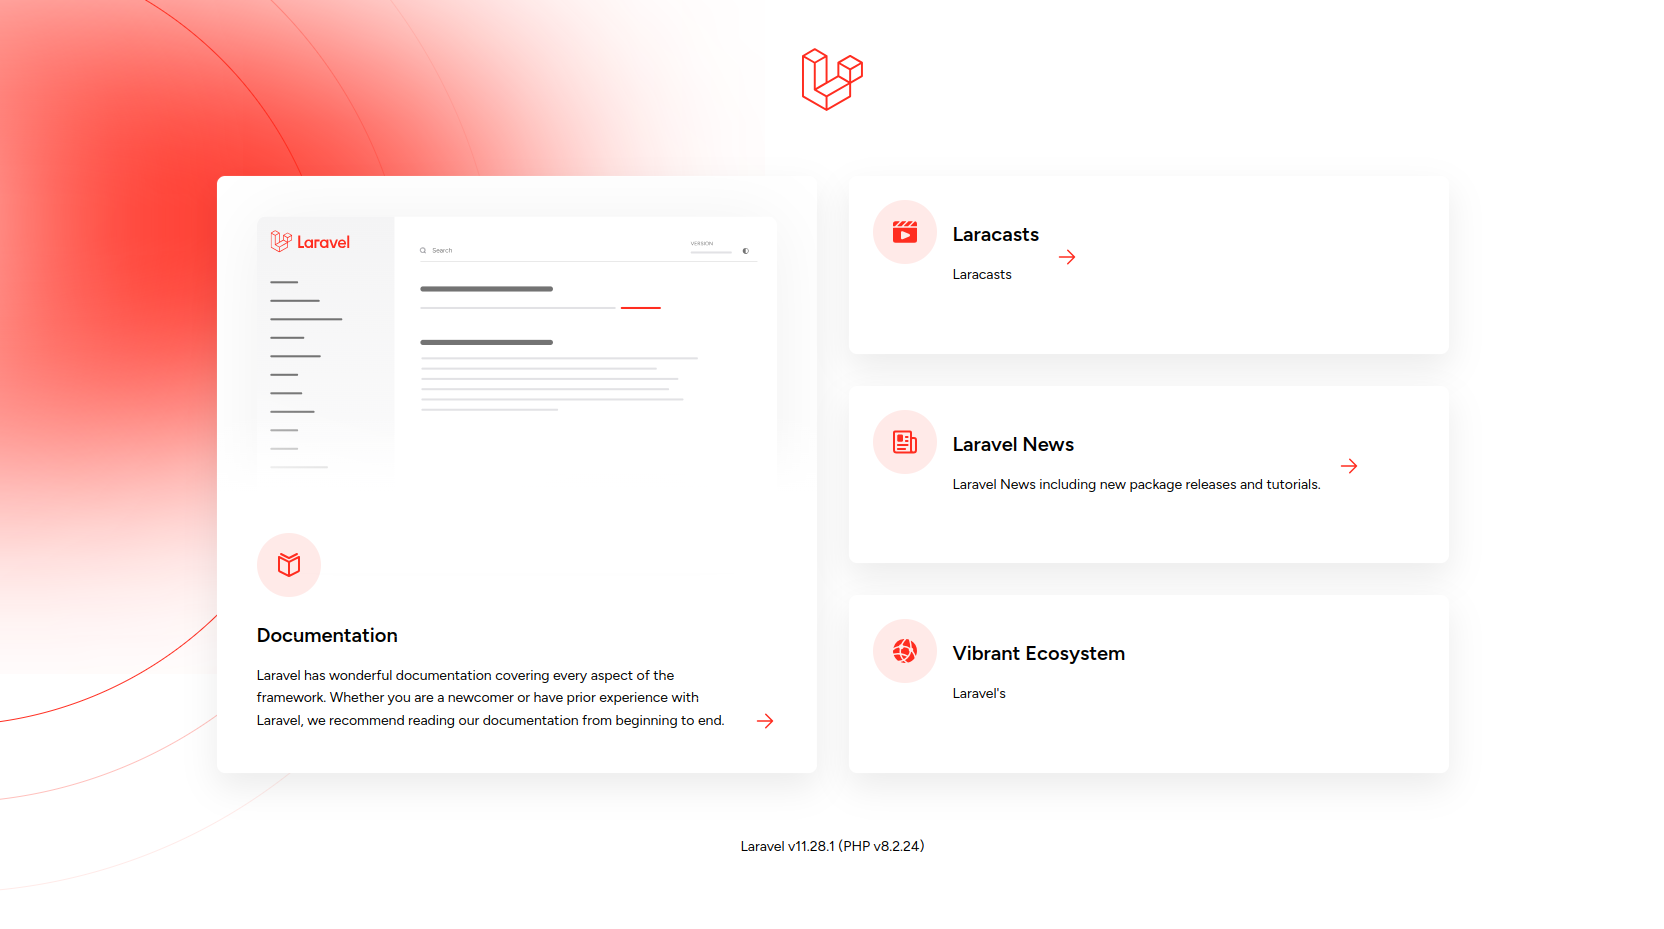 Laravel
Search
VERSION
Documentation
Laravel has wonderful documentation covering every aspect of the
framework. Whether you are a newcomer or have prior experience with
Laravel, we recommend reading our documentation from beginning to end.
Laracasts
Laracasts
Laravel News
Laravel News including new package releases and tutorials.
Vibrant Ecosystem
Laravel's
Laravel v11.28.1 (PHP v8.2.24)